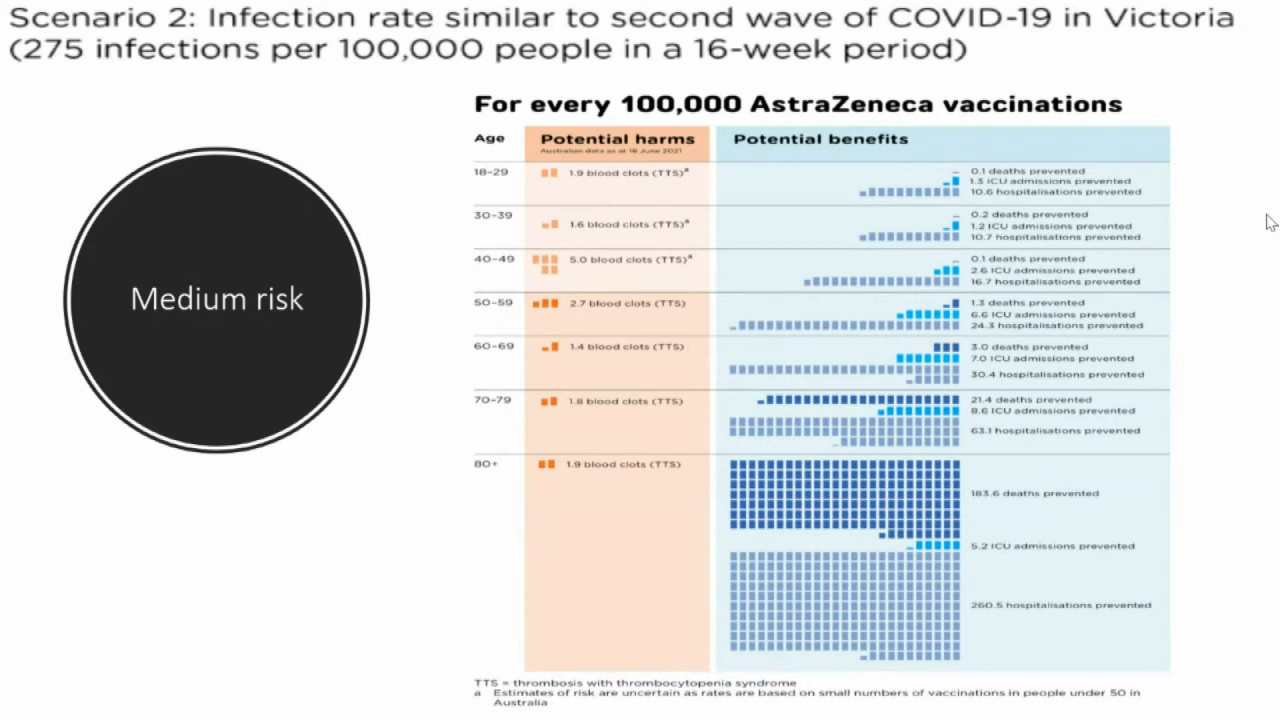 Scenario 2: Infection rate similar to second wave of COVID-19 in Victoria
(275 infections per 100,000 people in a 16-week period)
Medium risk
For every 100,000 AstraZeneca vaccinations
Age
Potential harms
Australian data as at 16 June 2021
Potential benefits
18-29
1.9 blood clots (TTS)a
0.1 deaths prevented
1.3 ICU admissions prevented
10.6 hospitalisations prevented
30-39
1.6 blood clots (TTS)a
0.2 deaths prevented
1.2 ICU admissions prevented
10.7 hospitalisations prevented
40-49
5.0 blood clots (TTS)a
0.1 deaths prevented
2.6 ICU admissions prevented
16.7 hospitalisations prevented
50-59
2.7 blood clots (TTS)
1.3 deaths prevented
6.6 ICU admissions prevented
24.3 hospitalisations prevented
60-69
1.4 blood clots (TTS)
3.0 deaths prevented
7.0 ICU admissions prevented
30.4 hospitalisations prevented
70-79
1.8 blood clots (TTS)
21.4 deaths prevented
8.6 ICU admissions prevented
63.1 hospitalisations prevented
80+
1.9 blood clots (TTS)
183.6 deaths prevented
5.2 ICU admissions prevented
260.5 hospitalisations prevented
TTS = thrombosis with thrombocytopenia syndrome
a Estimates of risk are uncertain as rates are based on small numbers of vaccinations in people under 50 in
Australia